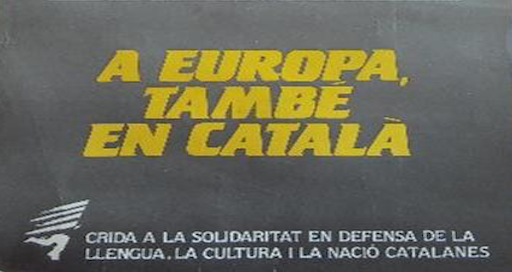 A EUROPA,
TAMBÉ
EN CATALÀ
CRIDA A LA SOLIDARITAT EN DEFENSA DE LA
LLENGUA, LA CULTURA I LA NACIÓ CATALANES